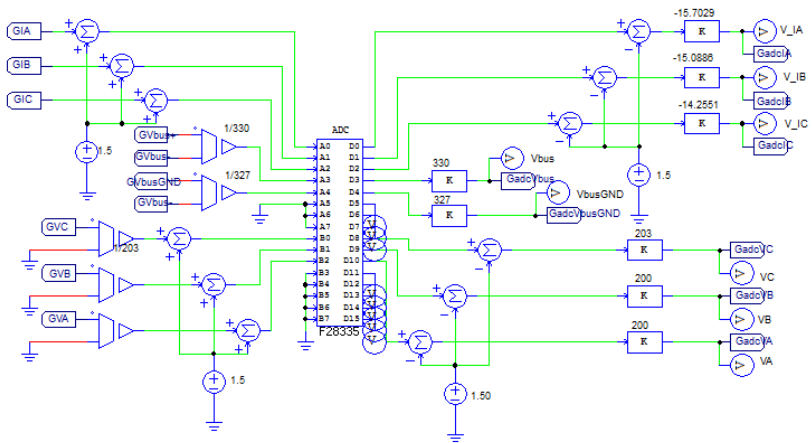 GIA
GIB
GIC
1.5
GVbus+
GVbus-
1/330
GVbusGND
GVbus-
1/327
GVC
1/203
GVB
GVA
1.5
ADC
A0 D0
A1 D1
A2 D2
A3 D3
A4 D4
A5 D5
A6 D6
A7 D7
B0 D8
B1 D9
B2 D10
B3 D11
B4 D12
B5 D13
B6 D14
B7 D15
F28335
V
V
V
V
V
V
V
-15.7029
K
V
V_IA
GadcIA
-15.0886
K
V
V_IB
GadcIB
-14.2551
K
V
V_IC
GadcIC
1.5
330
K
V
Vbus
GadcVbus
327
K
V
VbusGND
GadcVbusGND
203
K
GadcVC
V
VC
200
K
GadcVB
V
VB
200
K
GadcVA
V
VA
1.50